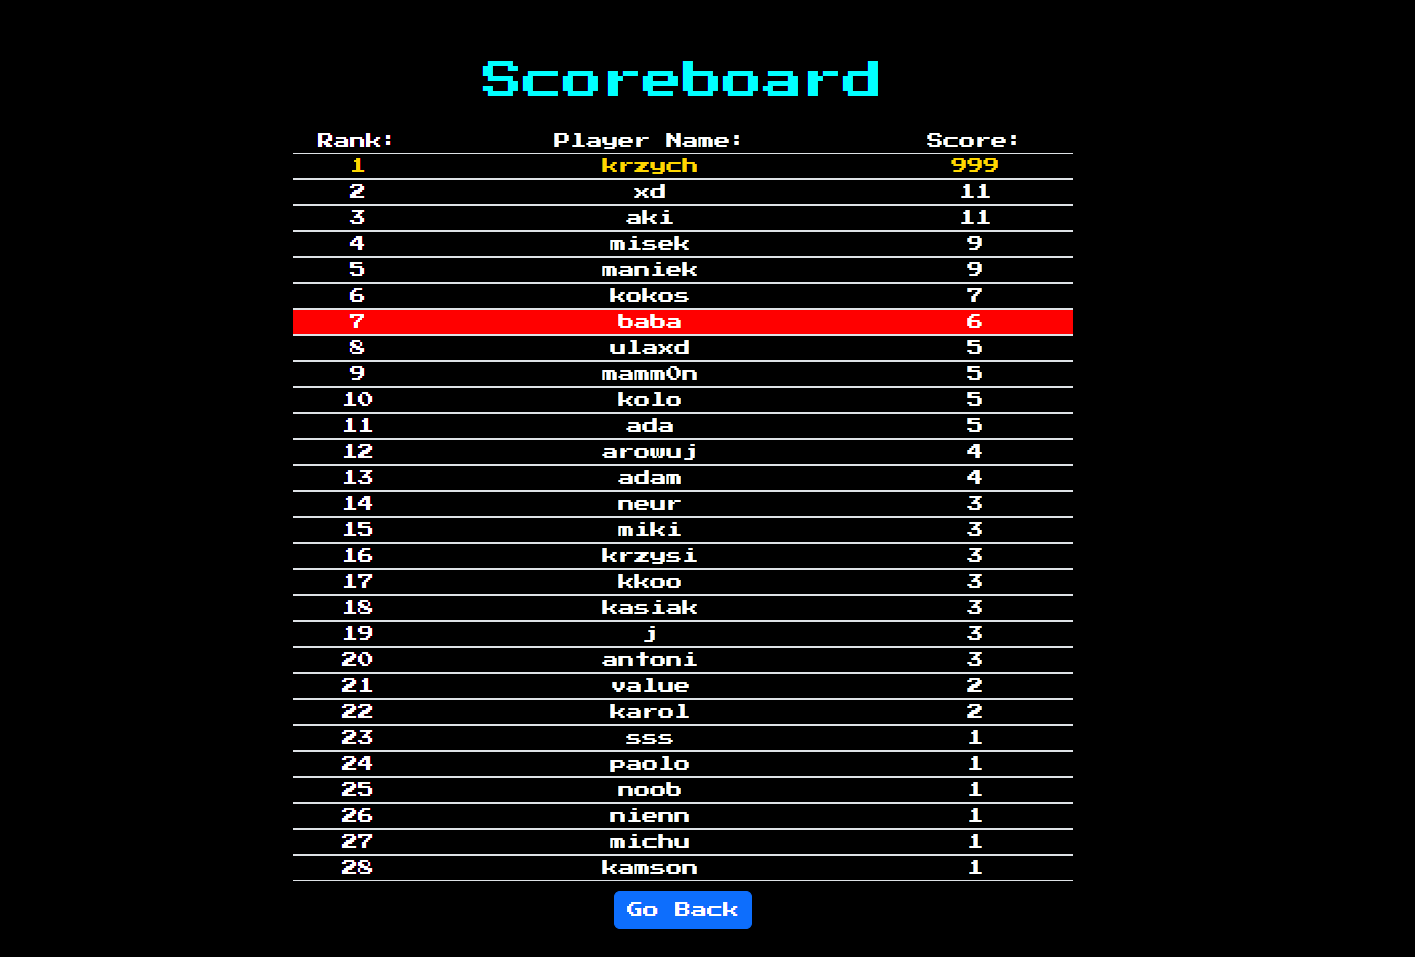 Scoreboard
Rank: Player Name: Score:
1 krzych 999
2 xd 11
3 aki 11
4 misek 9
5 maniek 9
6 kokos 7
7 baba 6
8 ulaxd 5
9 mamm0n 5
10 kolo 5
11 ada 5
12 arowuj 4
13 adam 4
14 neur 3
15 miki 3
16 krzysi 3
17 kkoo 3
18 kasiak 3
19 j 3
20 antoni 3
21 value 2
22 karol 2
23 sss 1
24 paolo 1
25 noob 1
26 nienn 1
27 michu 1
28 kamson 1
Go Back